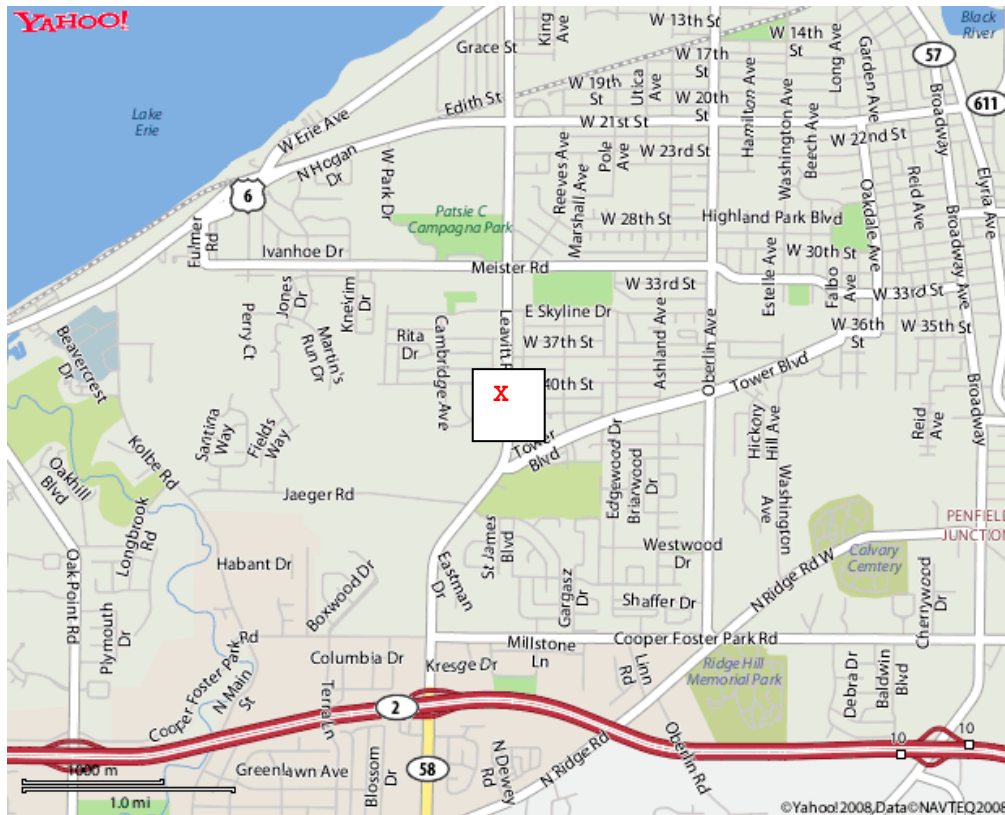 YAHOO!
King
Ave
W 13th St
Black
River
Grace St
W 14th
St
W 17th
St
Long Ave
Garden Ave
57
Lake
Erie
W 19th
St
Utica
Ave
W 20th
St
Hamilton Ave
Washington Ave
Beech Ave
Broadway
611
Edith St
W Erie Ave
W 21st St
W 22nd St
N Hogan
Dr
W Park Dr
Reeves Ave
Marshall Ave
Pole
Ave
W 23rd St
Oakdale Ave
Reid Ave
Elyria Ave
6
Patsie C
Campagna Park
W 28th St
Highland Park Blvd
Broadway Ave
Fulmer
Rd
Ivanhoe Dr
W 30th St
Meister Rd
Estelle Ave
Falbo
Ave
W 33rd St
W 33rd St
Jones
Dr
Kneirim
Dr
Perry Ct
Martin's
Run Dr
Rita
Dr
Cambridge Ave
Leavitt
E Skyline Dr
W 37th St
Ashland Ave
Oberlin Ave
W 36th
St
W 35th St
Beavercrest
Dr
X
40th St
Tower Blvd
Broadway
Santina
Way
Fields
Way
Tower
Blvd
Edgewood Dr
Briarwood
Dr
Hickory
Hill Ave
Reid
Ave
Kolbe Rd
Oakhill
Blvd
Jaeger Rd
Washington
Ave
Longbrook
Rd
St James
Blvd
PENFIELD
JUNCTION
Oak Point Rd
Habant Dr
Boxwood Dr
Eastman
Dr
Westwood
Dr
Gargasz
Dr
Shaffer Dr
N Ridge Rd W
Calvary
Cemtery
Cherrywood
Dr
Plymouth
Dr
Cooper Foster Park Rd
N Main
St
Columbia Dr
Kresge Dr
Millstone
Ln
Cooper Foster Park Rd
Linn
Rd
Ridge Hill
Memorial Park
Debra Dr
Baldwin
Blvd
Terra Ln
2
Oberlin Rd
10
10
1000 m
1.0 mi
Greenlawn Ave
Blossom
Dr
58
N Dewey
Rd
N Ridge Rd
©Yahoo!2008,Data©NAVTEQ2008